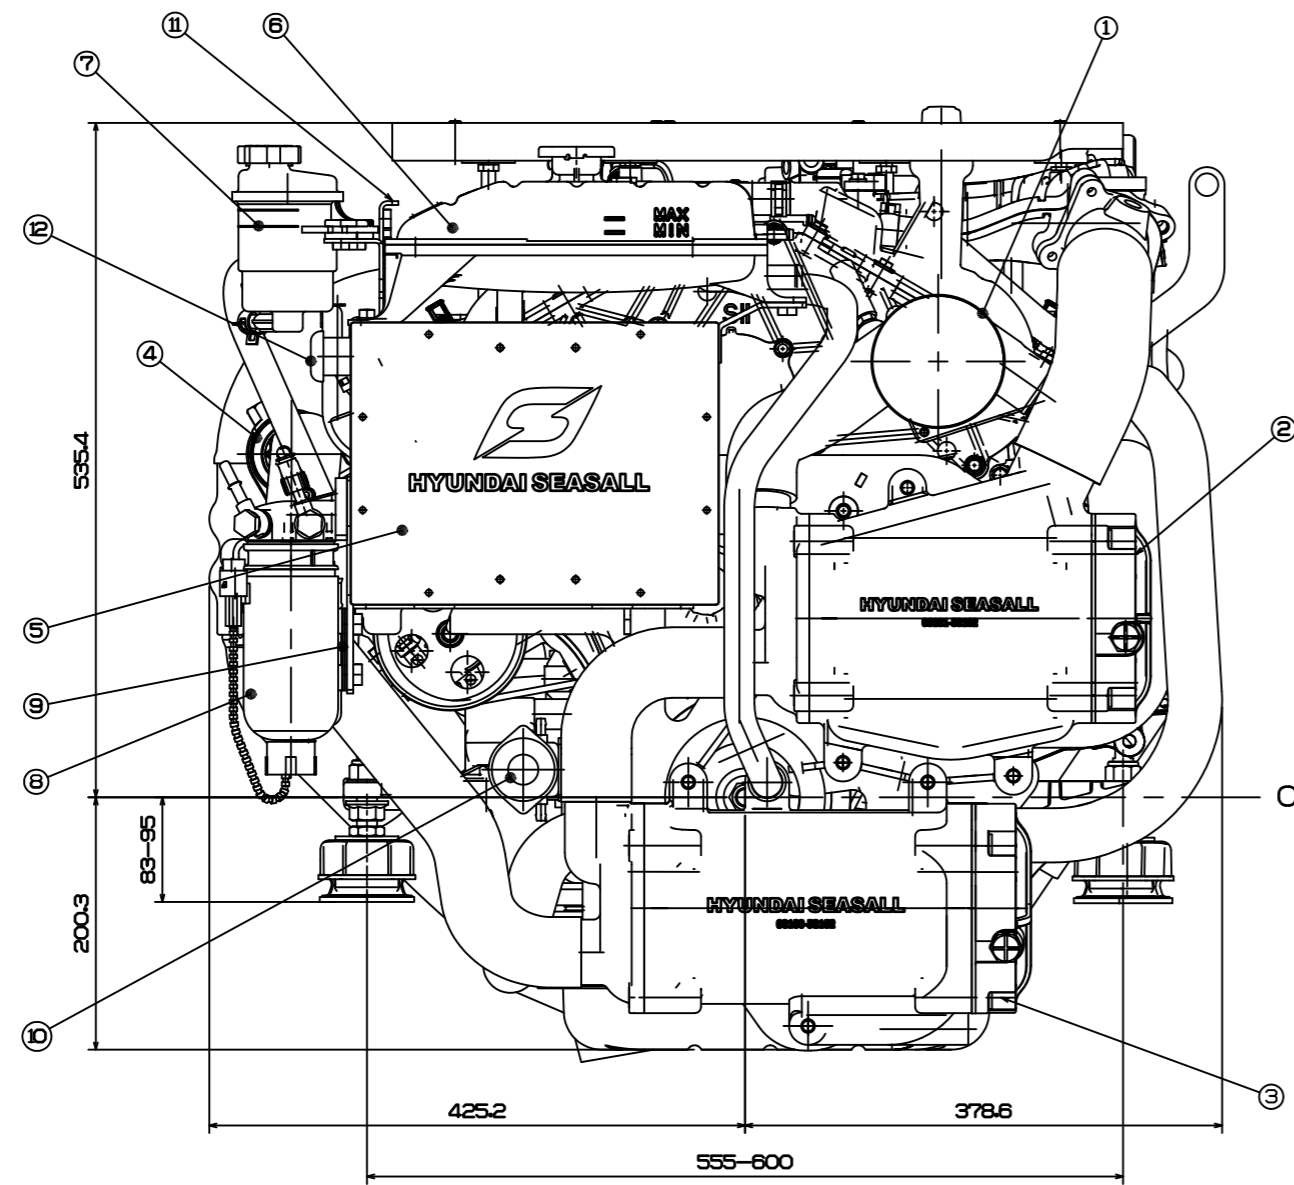 ⑪ ⑥ ①
⑦
MAX
MIN
⑫
④
535.4
②
HYUNDAI SEASALL
HYUNDAI SEASALL
⑤
⑨
⑧
83-95
HYUNDAI SEASALL
200.3
⑩
③
425.2 378.6
555-600